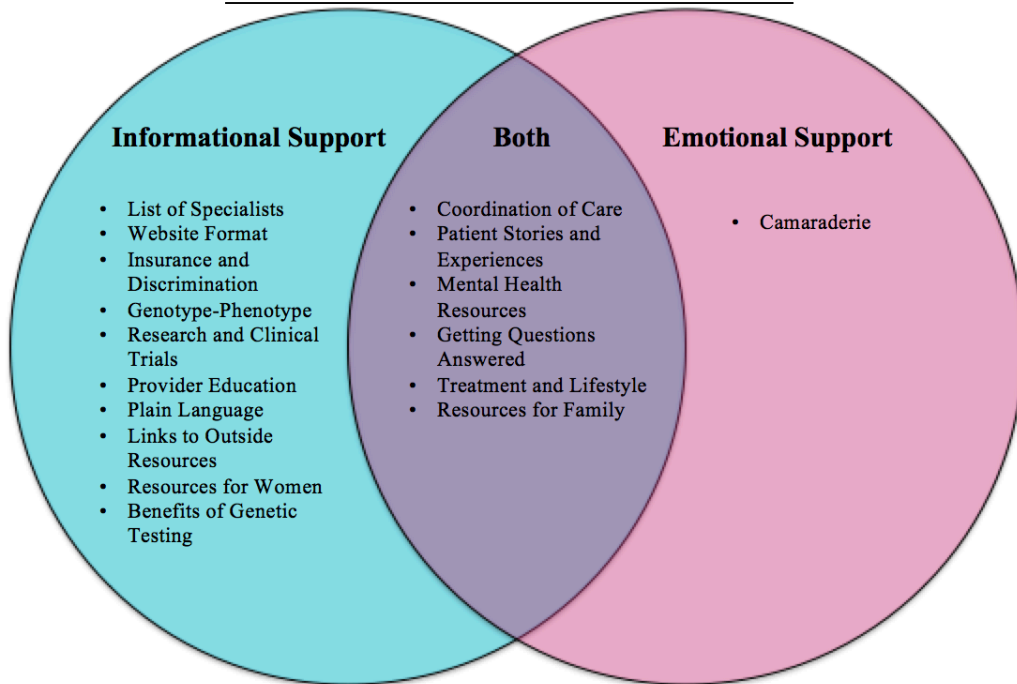 Informational Support
• List of Specialists
• Website Format
• Insurance and
Discrimination
• Genotype-Phenotype
• Research and Clinical
Trials
• Provider Education
• Plain Language
• Links to Outside
Resources
• Resources for Women
• Benefits of Genetic
Testing
Both
• Coordination of Care
• Patient Stories and
Experiences
• Mental Health
Resources
• Getting Questions
Answered
• Treatment and Lifestyle
• Resources for Family
Emotional Support
• Camaraderie